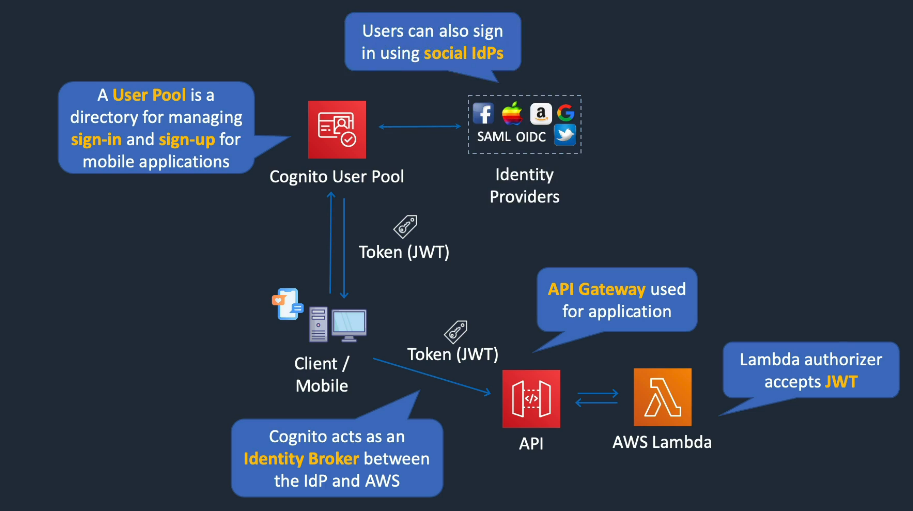 Users can also sign
in using social IdPs
A User Pool is a
directory for managing
sign-in and sign-up for
mobile applications
a
SAML OIDC
Cognito User Pool
Identity
Providers
Token (JWT)
API Gateway used
for application
Client /
Mobile
Token (JWT)
Lambda authorizer
accepts JWT
</>
API
AWS Lambda
Cognito acts as an
Identity Broker between
the IdP and AWS